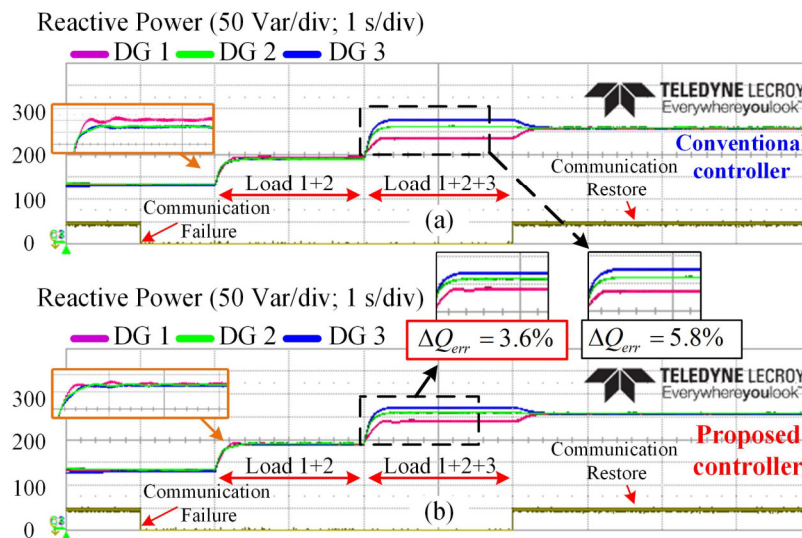 Reactive Power (50 Var/div; 1 s/div)
DG 1 DG 2 DG 3
TELEDYNE LECROY
Everywhereyoulook™
300
200
100
0
Conventional
controller
Load 1+2
Load 1+2+3
Communication
Failure
(a)
Communication
Restore
Reactive Power (50 Var/div; 1 s/div)
DG 1 DG 2 DG 3
ΔQerr = 3.6%
ΔQerr = 5.8%
TELEDYNE LECROY
Everywhereyoulook™
300
200
100
0
Proposed
controller
Load 1+2
Load 1+2+3
Communication
Failure
(b)
Communication
Restore